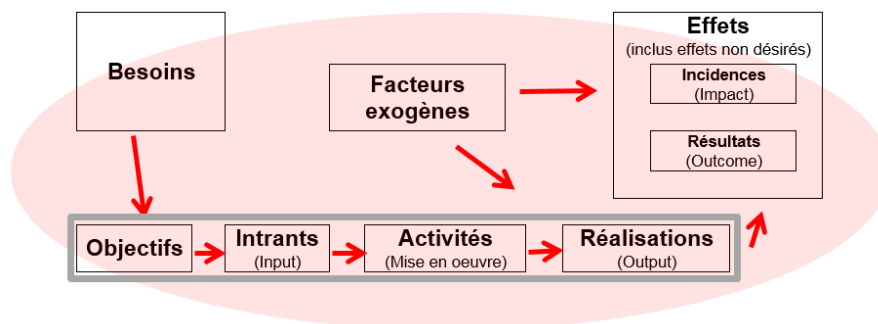 Besoins
Facteurs
exogènes
Effets
(inclus effets non désirés)
Incidences
(Impact)
Résultats
(Outcome)
Objectifs
Intrants
(Input)
Activités
(Mise en oeuvre)
Réalisations
(Output)